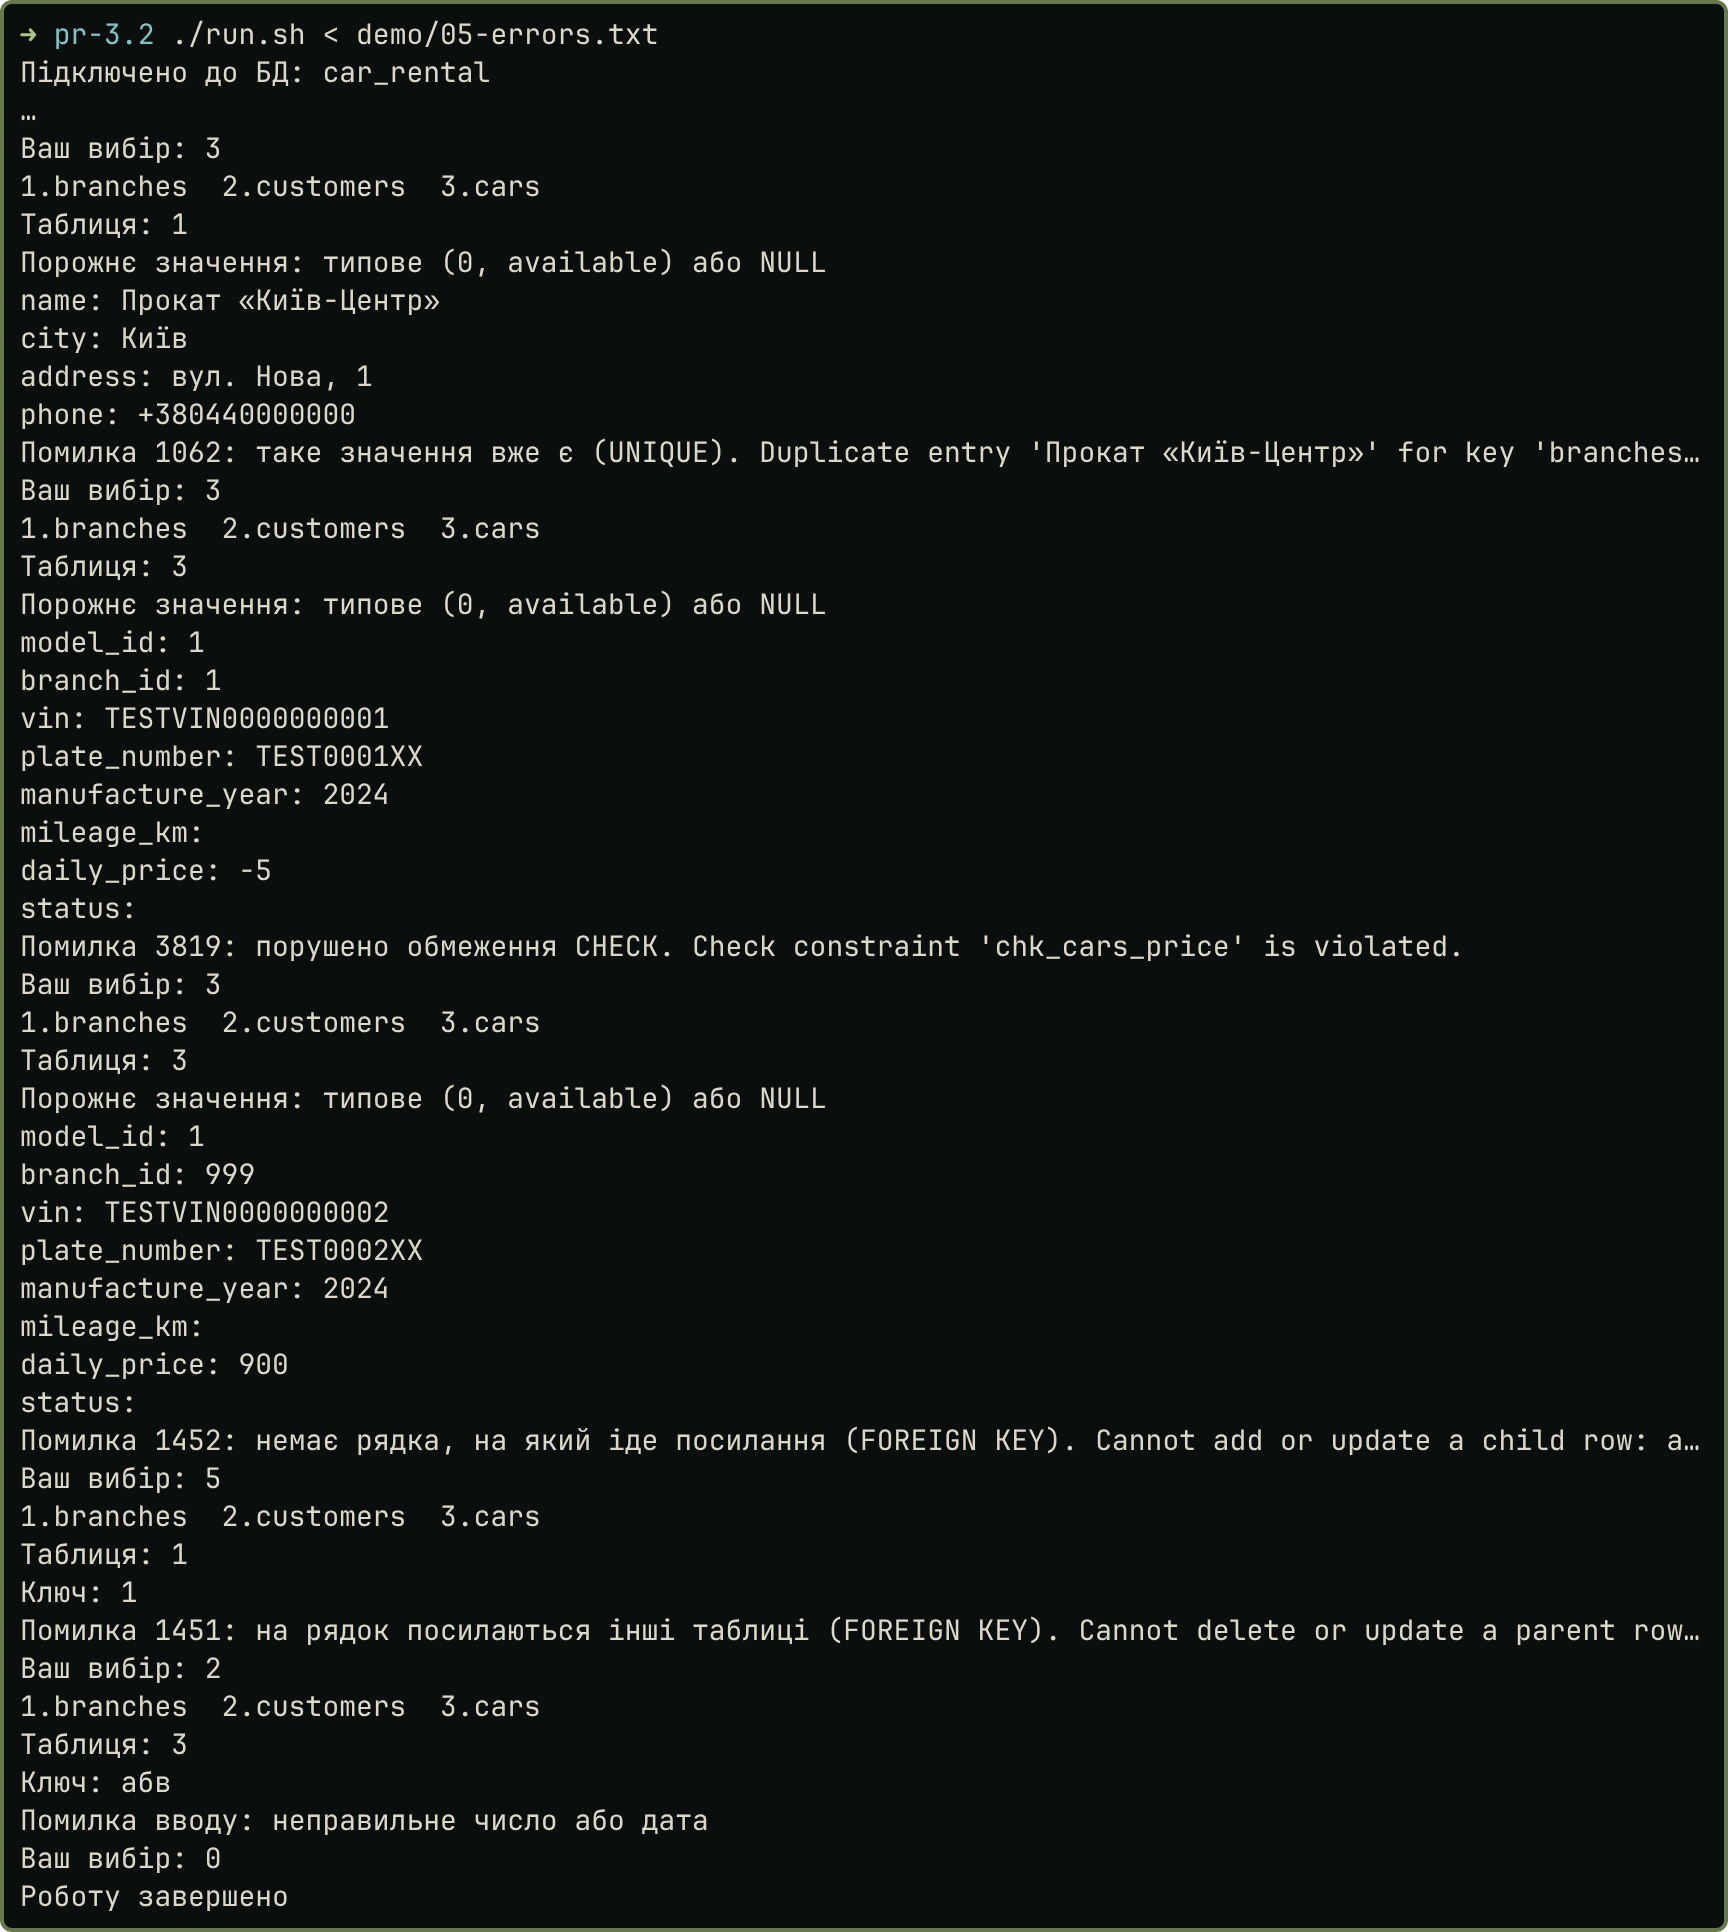 ➜ pr-3.2 ./run.sh < demo/05-errors.txt
Підключено до БД: car_rental
…
Ваш вибір: 3
1.branches  2.customers  3.cars
Таблиця: 1
Порожнє значення: типове (0, available) або NULL
name: Прокат «Київ-Центр»
city: Київ
address: вул. Нова, 1
phone: +380440000000
Помилка 1062: таке значення вже є (UNIQUE). Duplicate entry 'Прокат «Київ-Центр»' for key 'branches…
Ваш вибір: 3
1.branches  2.customers  3.cars
Таблиця: 3
Порожнє значення: типове (0, available) або NULL
model_id: 1
branch_id: 1
vin: TESTVIN0000000001
plate_number: TEST0001XX
manufacture_year: 2024
mileage_km:
daily_price: -5
status:
Помилка 3819: порушено обмеження CHECK. Check constraint 'chk_cars_price' is violated.
Ваш вибір: 3
1.branches  2.customers  3.cars
Таблиця: 3
Порожнє значення: типове (0, available) або NULL
model_id: 1
branch_id: 999
vin: TESTVIN0000000002
plate_number: TEST0002XX
manufacture_year: 2024
mileage_km:
daily_price: 900
status:
Помилка 1452: немає рядка, на який іде посилання (FOREIGN KEY). Cannot add or update a child row: a…
Ваш вибір: 5
1.branches  2.customers  3.cars
Таблиця: 1
Ключ: 1
Помилка 1451: на рядок посилаються інші таблиці (FOREIGN KEY). Cannot delete or update a parent row…
Ваш вибір: 2
1.branches  2.customers  3.cars
Таблиця: 3
Ключ: абв
Помилка вводу: неправильне число або дата
Ваш вибір: 0
Роботу завершено